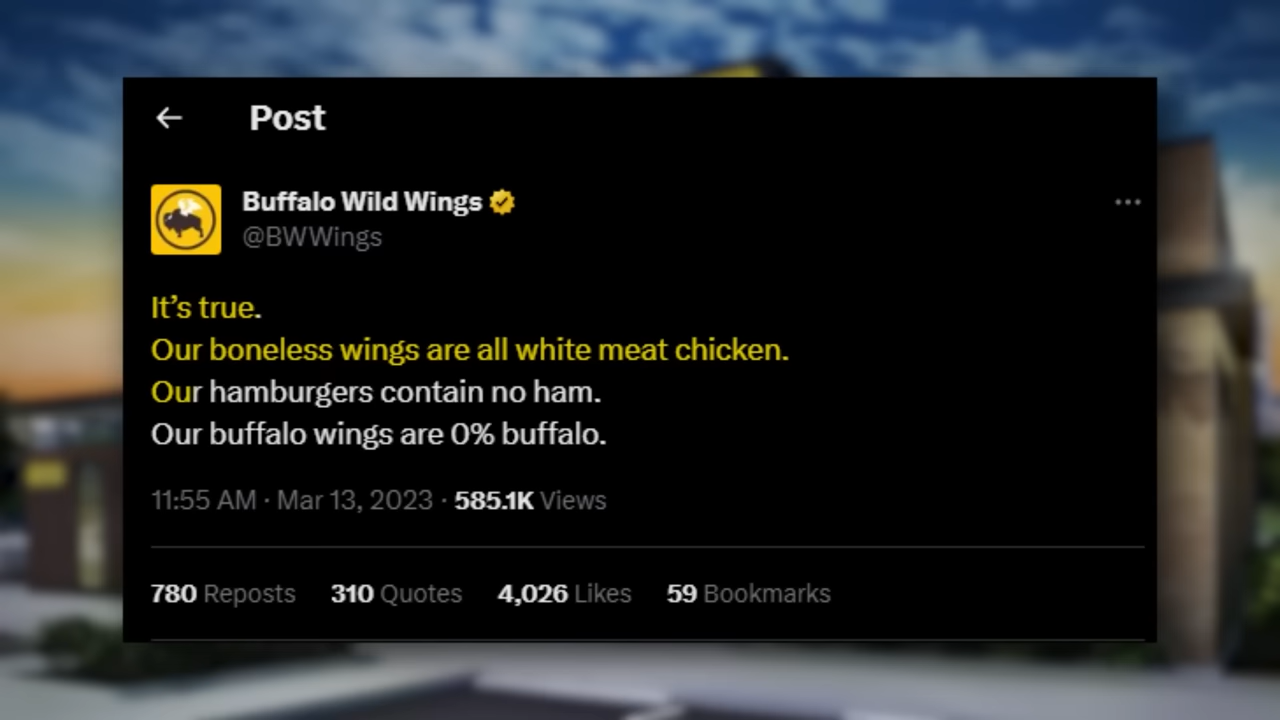 Post
Buffalo Wild Wings
@BWWings
It’s true.
Our boneless wings are all white meat chicken.
Our hamburgers contain no ham.
Our buffalo wings are 0% buffalo.
11:55 AM · Mar 13, 2023 · 585.1K Views
780 Reposts 310 Quotes 4,026 Likes 59 Bookmarks